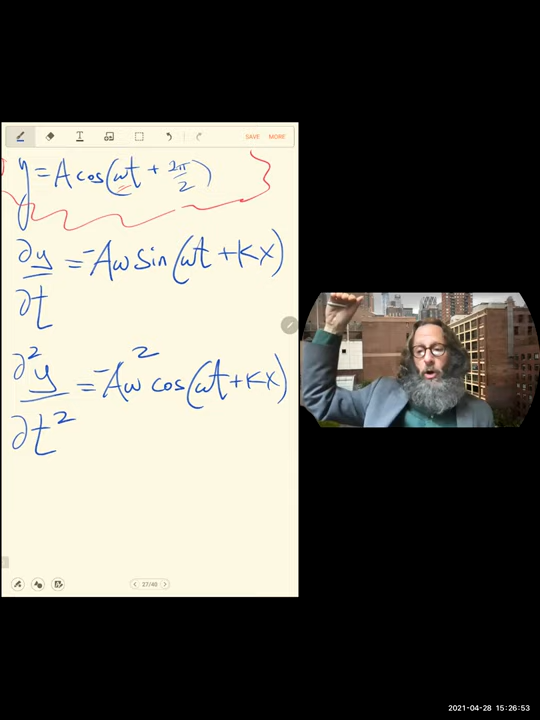 T
SAVE MORE
y = A cos(ωt + 2π/2)
∂y/∂t = -Aω sin(ωt + Kx)
∂²y/∂t² = -Aω² cos(ωt + Kx)
27/40
2021-04-28 15:26:53